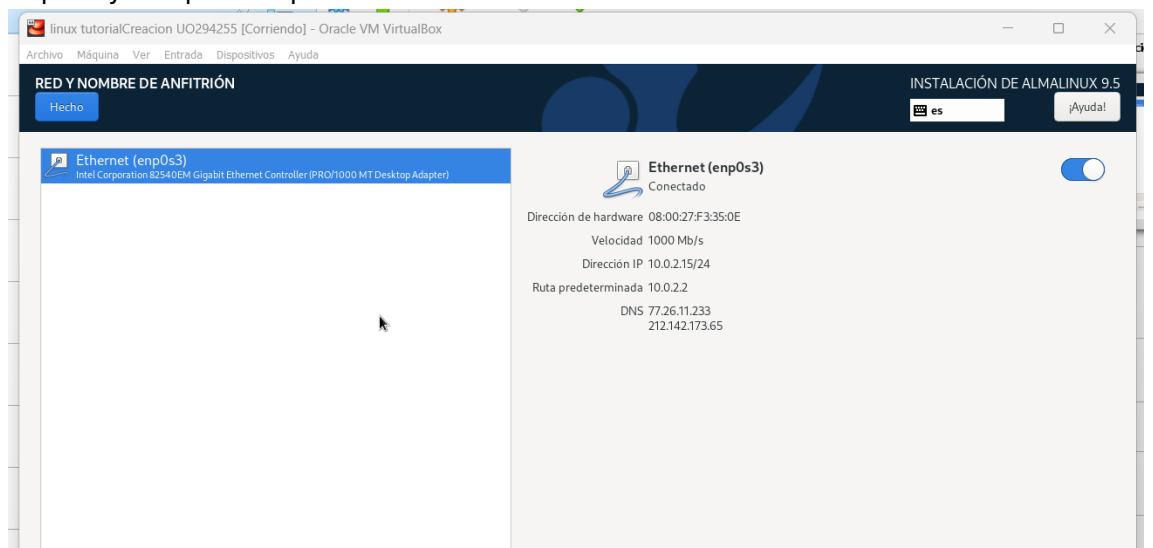 linux tutorialCreacion UO294255 [Corriendo] - Oracle VM VirtualBox
Archivo Máquina Ver Entrada Dispositivos Ayuda
RED Y NOMBRE DE ANFITRIÓN
INSTALACIÓN DE ALMALINUX 9.5
Hecho
es
¡Ayuda!
Ethernet (enp0s3)
Intel Corporation 82540EM Gigabit Ethernet Controller (PRO/1000 MT Desktop Adapter)
Ethernet (enp0s3)
Conectado
Dirección de hardware 08:00:27:F3:35:0E
Velocidad 1000 Mb/s
Dirección IP 10.0.2.15/24
Ruta predeterminada 10.0.2.2
DNS 77.26.11.233
212.142.173.65